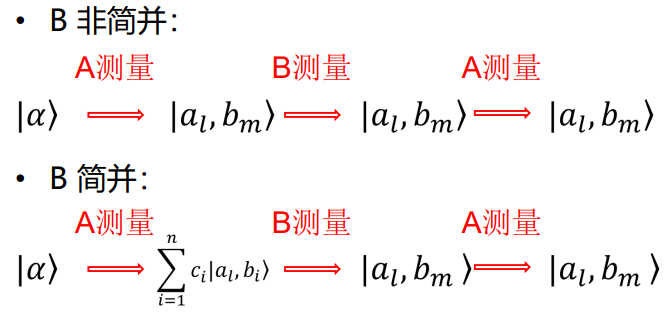 • B 非简并：
A测量 B测量 A测量
|α⟩ ⟹ |a_l, b_m⟩ ⟹ |a_l, b_m⟩ ⟹ |a_l, b_m⟩
• B 简并：
A测量 B测量 A测量
|α⟩ ⟹ \sum_{i=1}^{n} c_i|a_l, b_i⟩ ⟹ |a_l, b_m⟩ ⟹ |a_l, b_m⟩